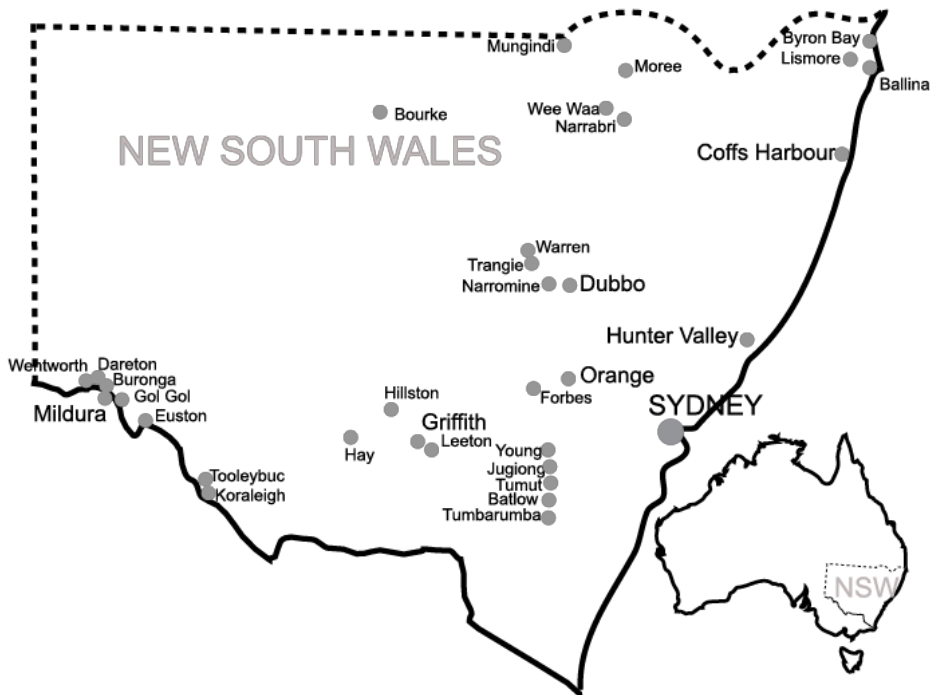 Mungindi
Byron Bay
Lismore
Moree
Ballina
Wee Waa
Bourke
Narrabri
NEW SOUTH WALES
Coffs Harbour
Warren
Trangie
Narromine
Dubbo
Hunter Valley
Wentworth
Dareton
Buronga
Orange
Hillston
Gol Gol
Forbes
SYDNEY
Mildura
Euston
Griffith
Leeton
Hay
Young
Jugiong
Tooleybuc
Tumut
Koraleigh
Batlow
Tumbarumba
NSW